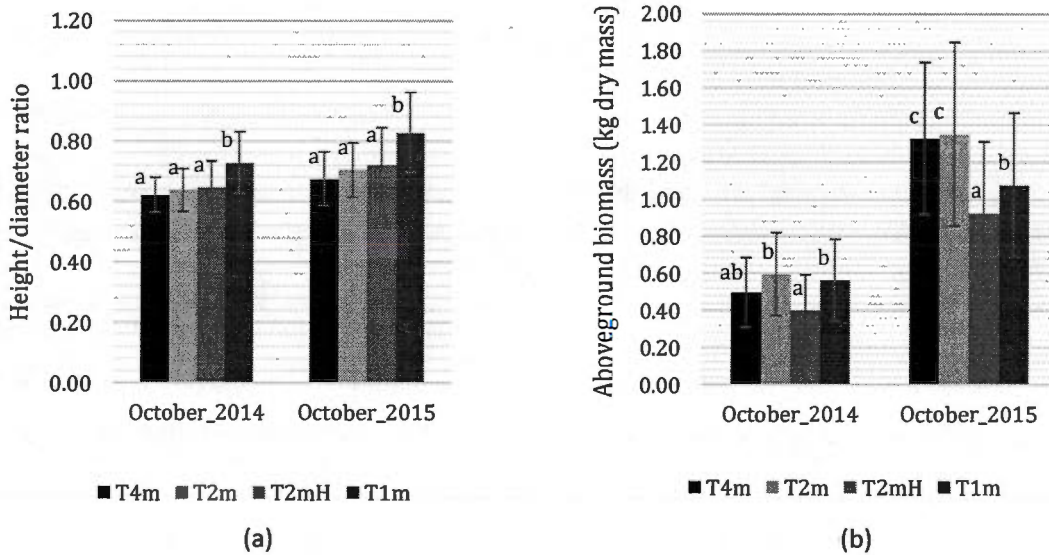 1.20
1.00
0.80
0.60
0.40
0.20
0.00
Height/diameter ratio
a a a b
a a a b
October_2014 October_2015
T4m T2m T2mH T1m
(a)
2.00
1.80
1.60
1.40
1.20
1.00
0.80
0.60
0.40
0.20
0.00
Aboveground biomass (kg dry mass)
ab b a b
c c a b
October_2014 October_2015
T4m T2m T2mH T1m
(b)